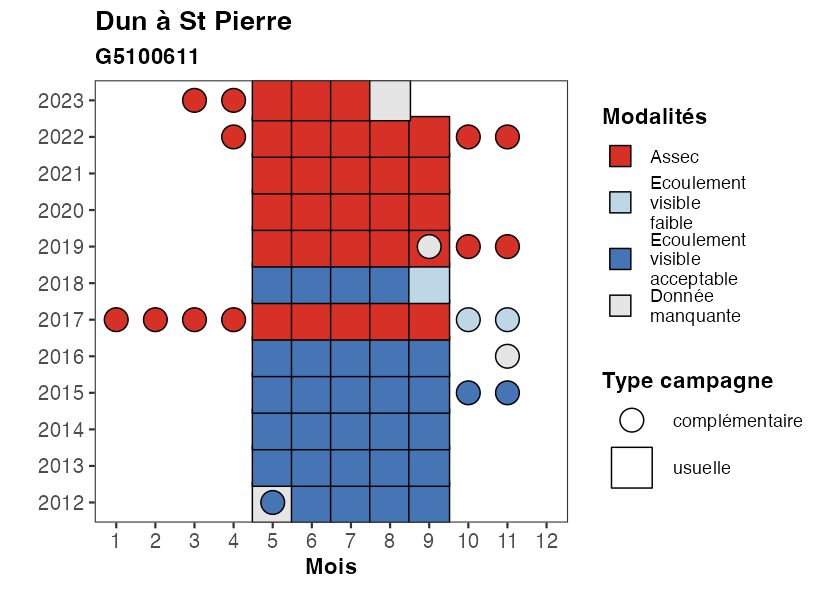 Dun à St Pierre
G5100611
2023
2022
2021
2020
2019
2018
2017
2016
2015
2014
2013
2012
1 2 3 4 5 6 7 8 9 10 11 12
Mois
Modalités
Assec
Ecoulement
visible
faible
Ecoulement
visible
acceptable
Donnée
manquante
Type campagne
complémentaire
usuelle